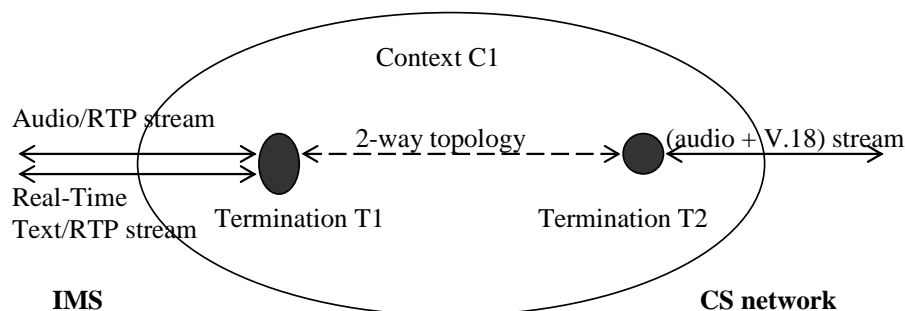 Context C1
Audio/RTP stream
2-way topology
(audio + V.18) stream
Real-Time
Text/RTP stream
Termination T1
Termination T2
IMS
CS network